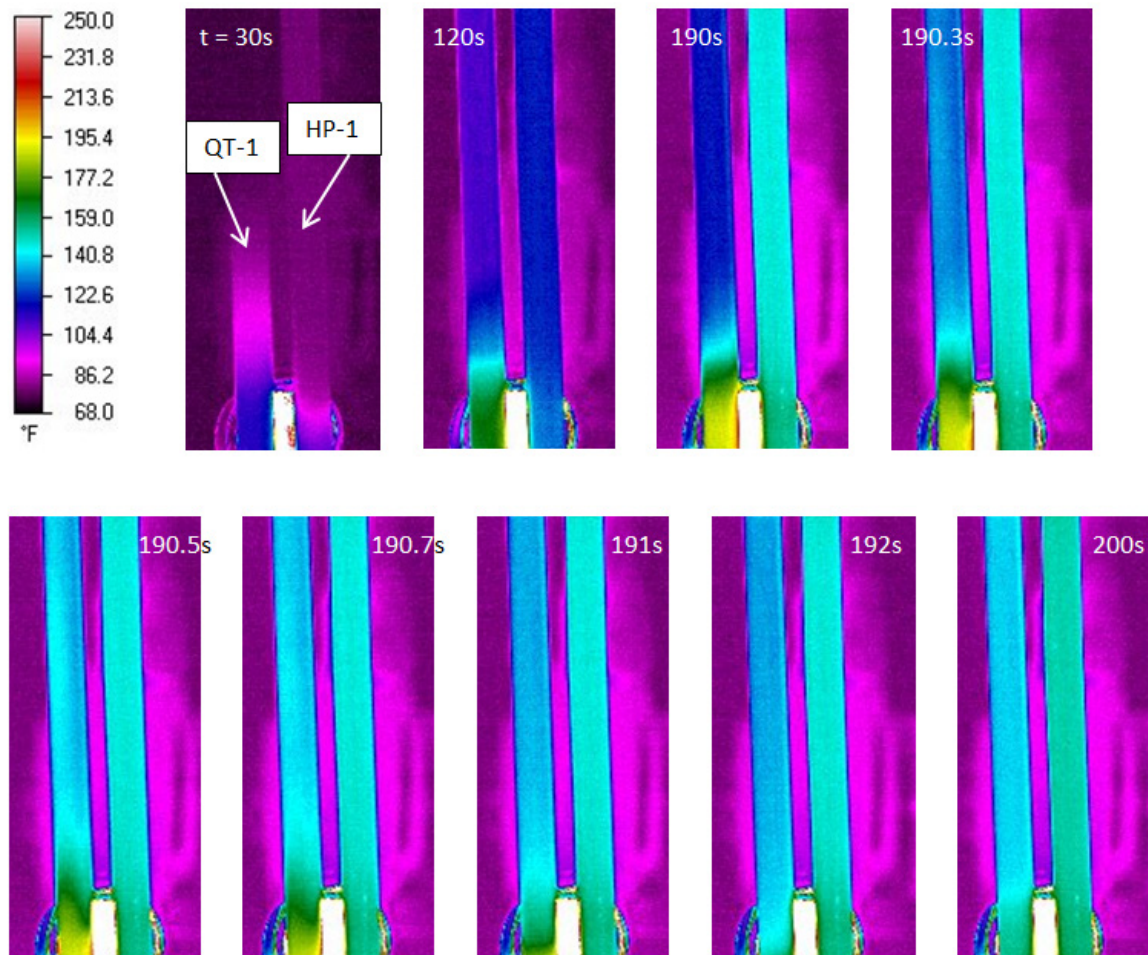 250.0
231.8
213.6
195.4
177.2
159.0
140.8
122.6
104.4
86.2
68.0
°F
t = 30s
QT-1
HP-1
120s
190s
190.3s
190.5s
190.7s
191s
192s
200s